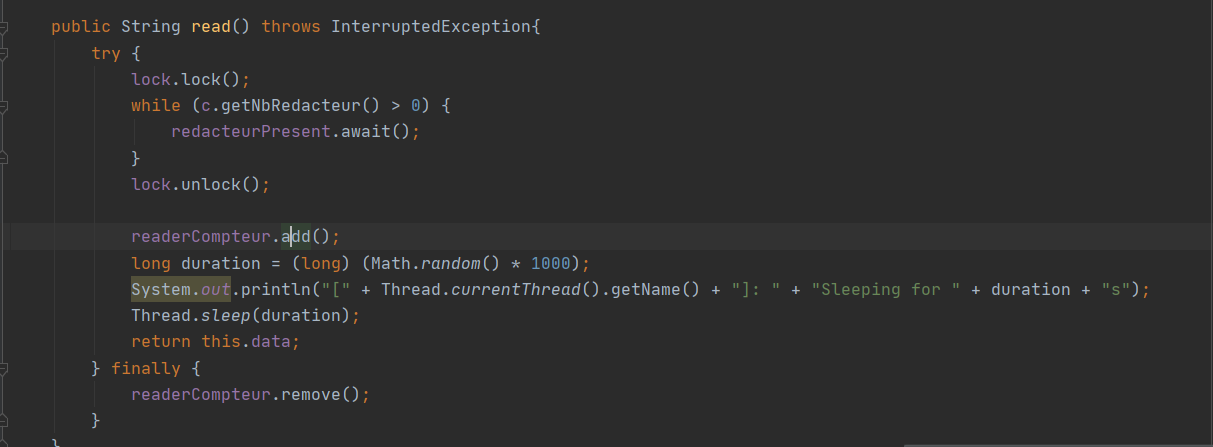 public String read() throws InterruptedException{
try {
lock.lock();
while (c.getNbRedacteur() > 0) {
redacteurPresent.await();
}
lock.unlock();
readerCompteur.add();
long duration = (long) (Math.random() * 1000);
System.out.println("[" + Thread.currentThread().getName() + "]: " + "Sleeping for " + duration + "s");
Thread.sleep(duration);
return this.data;
} finally {
readerCompteur.remove();
}
}